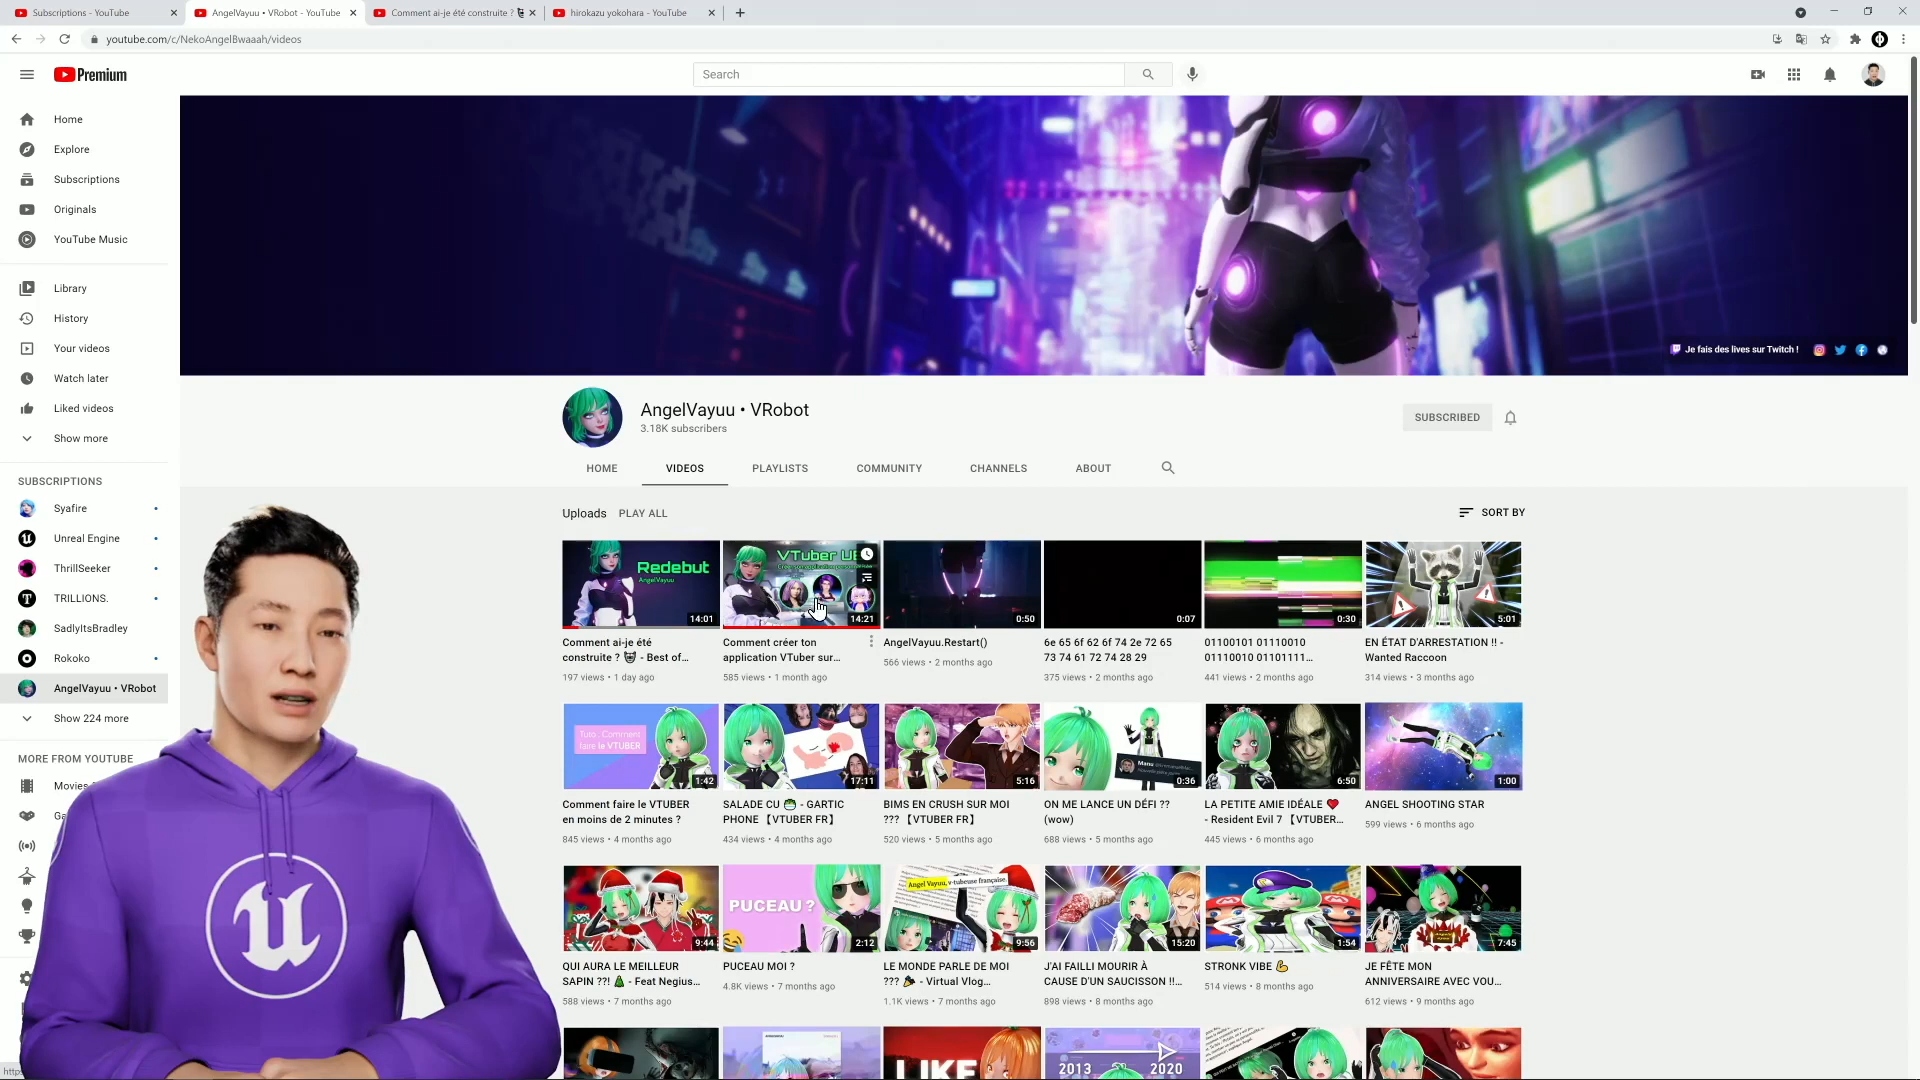 Subscriptions - YouTube
AngelVayuu • VRobot - YouTube
Comment ai-je été construite ?
hirokazu yokohara - YouTube
youtube.com/c/NekoAngelBwaaah/videos
Premium
Search
Home
Explore
Subscriptions
Originals
YouTube Music
Library
History
Your videos
Watch later
Liked videos
Show more
SUBSCRIPTIONS
Syafire
Unreal Engine
ThrillSeeker
TRILLIONS.
SadlyItsBradley
Rokoko
AngelVayuu • VRobot
Show 224 more
MORE FROM YOUTUBE
Movies
Je fais des lives sur Twitch !
AngelVayuu • VRobot
3.18K subscribers
SUBSCRIBED
HOME
VIDEOS
PLAYLISTS
COMMUNITY
CHANNELS
ABOUT
Uploads
PLAY ALL
SORT BY
Redebut
AngelVayuu
14:01
VTuber
14:21
0:50
0:07
0:30
5:01
Comment ai-je été
construite ? 😈 - Best of...
197 views • 1 day ago
Comment créer ton
application VTuber sur...
585 views • 1 month ago
AngelVayuu.Restart()
566 views • 2 months ago
6e 65 6f 62 6f 74 2e 72 65
73 74 61 72 74 28 29
375 views • 2 months ago
01100101 01110010
01110010 01101111...
441 views • 2 months ago
EN ÉTAT D'ARRESTATION !! -
Wanted Raccoon
314 views • 3 months ago
Tuto : Comment
faire le VTUBER
1:42
17:11
5:16
Manu
0:36
6:50
1:00
Comment faire le VTUBER
en moins de 2 minutes ?
845 views • 4 months ago
SALADE CU 🥗 - GARTIC
PHONE 【VTUBER FR】
434 views • 4 months ago
BIMS EN CRUSH SUR MOI
??? 【VTUBER FR】
520 views • 5 months ago
ON ME LANCE UN DÉFI ??
(wow)
688 views • 5 months ago
LA PETITE AMIE IDÉALE ❤️
- Resident Evil 7 【VTUBER...
445 views • 6 months ago
ANGEL SHOOTING STAR
599 views • 6 months ago
9:44
PUCEAU ?
2:12
Angel Vayuu, v-tubeuse française.
9:56
15:20
1:54
7:45
QUI AURA LE MEILLEUR
SAPIN ??! 🎄 - Feat Negius...
588 views • 7 months ago
PUCEAU MOI ?
4.8K views • 7 months ago
LE MONDE PARLE DE MOI
??? 🎉 - Virtual Vlog...
1.1K views • 7 months ago
J'AI FAILLI MOURIR À
CAUSE D'UN SAUCISSON !!...
898 views • 8 months ago
STRONK VIBE 💪
514 views • 8 months ago
JE FÊTE MON
ANNIVERSAIRE AVEC VOU...
612 views • 9 months ago
LIKE
2013
2020